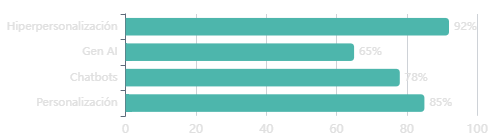 Hiperpersonalización 92%
Gen AI 65%
Chatbots 78%
Personalización 85%
0 20 40 60 80 100